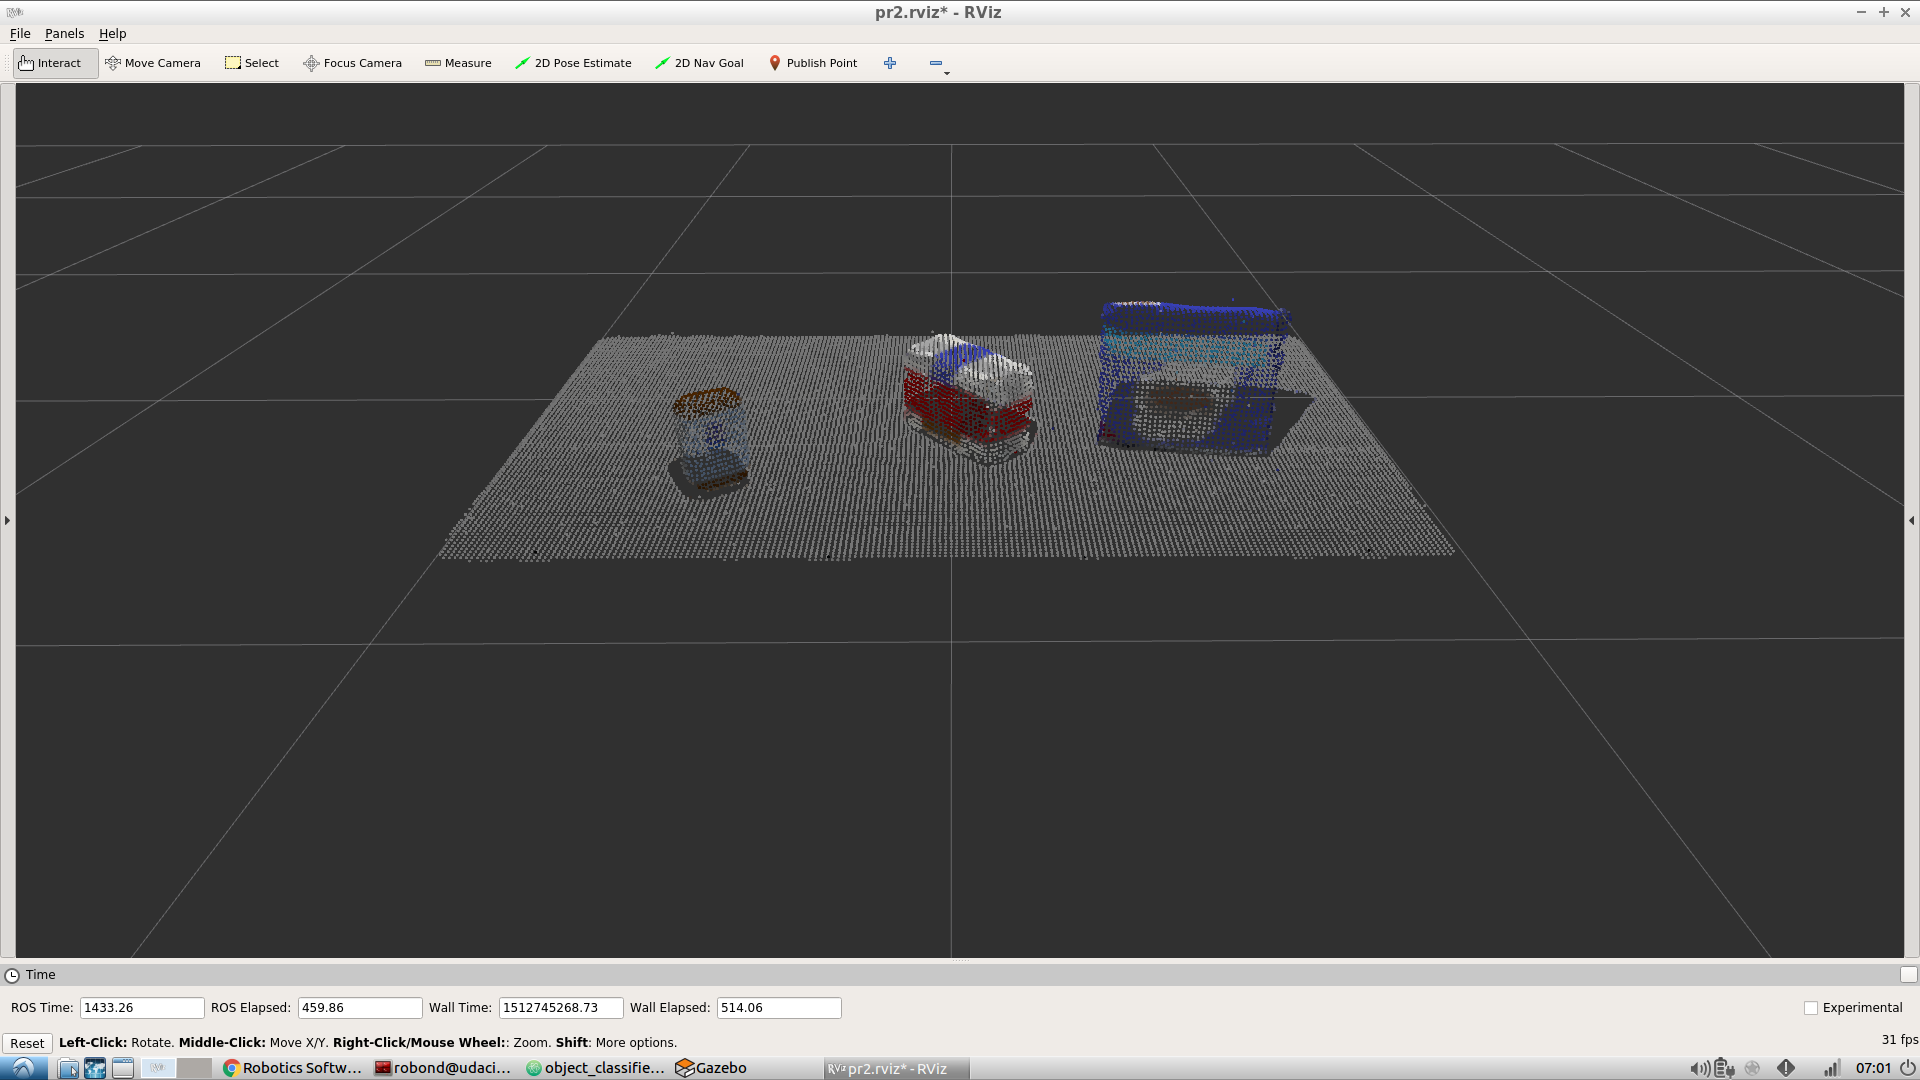 pr2.rviz* - RViz
File Panels Help
Interact Move Camera Select Focus Camera Measure 2D Pose Estimate 2D Nav Goal Publish Point
Time
ROS Time: 1433.26 ROS Elapsed: 459.86 Wall Time: 1512745268.73 Wall Elapsed: 514.06 Experimental
Reset Left-Click: Rotate. Middle-Click: Move X/Y. Right-Click/Mouse Wheel:: Zoom. Shift: More options. 31 fps
Robotics Softw... robond@udaci... object_classifie... Gazebo RViz pr2.rviz* - RViz 07:01